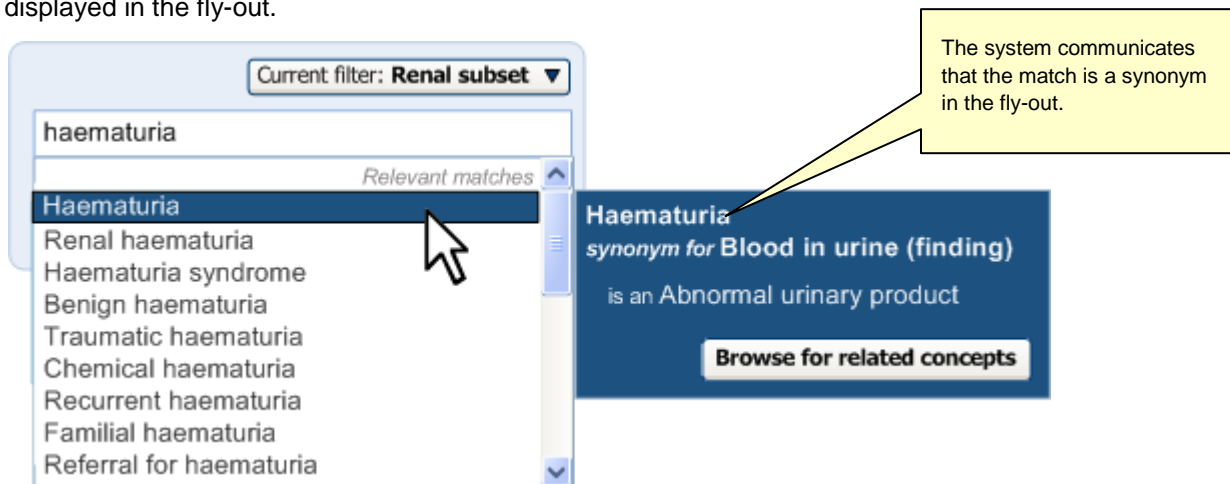 displayed in the fly-out.
The system communicates
that the match is a synonym
in the fly-out.
Current filter: Renal subset ▼
haematuria
Relevant matches
Haematuria
Renal haematuria
Haematuria syndrome
Benign haematuria
Traumatic haematuria
Chemical haematuria
Recurrent haematuria
Familial haematuria
Referral for haematuria
Haematuria
synonym for Blood in urine (finding)
is an Abnormal urinary product
Browse for related concepts